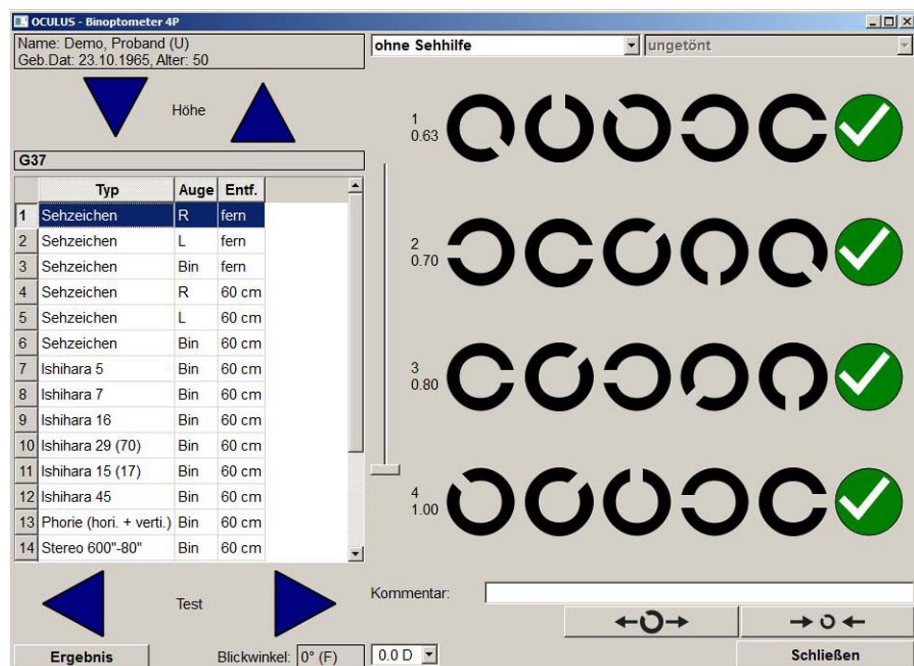 OCULUS - Binoptometer 4P
Name: Demo, Proband (U)
Geb.Dat: 23.10.1965, Alter: 50
ohne Sehhilfe
ungetönt
Höhe
G37
Typ Auge Entf.
1 Sehzeichen R fern
2 Sehzeichen L fern
3 Sehzeichen Bin fern
4 Sehzeichen R 60 cm
5 Sehzeichen L 60 cm
6 Sehzeichen Bin 60 cm
7 Ishihara 5 Bin 60 cm
8 Ishihara 7 Bin 60 cm
9 Ishihara 16 Bin 60 cm
10 Ishihara 29 (70) Bin 60 cm
11 Ishihara 15 (17) Bin 60 cm
12 Ishihara 45 Bin 60 cm
13 Phorie (hori. + verti.) Bin 60 cm
14 Stereo 600"-80" Bin 60 cm
1
0.63
2
0.70
3
0.80
4
1.00
Test
Kommentar:
Ergebnis
Blickwinkel: 0° (F)
0.0 D
Schließen